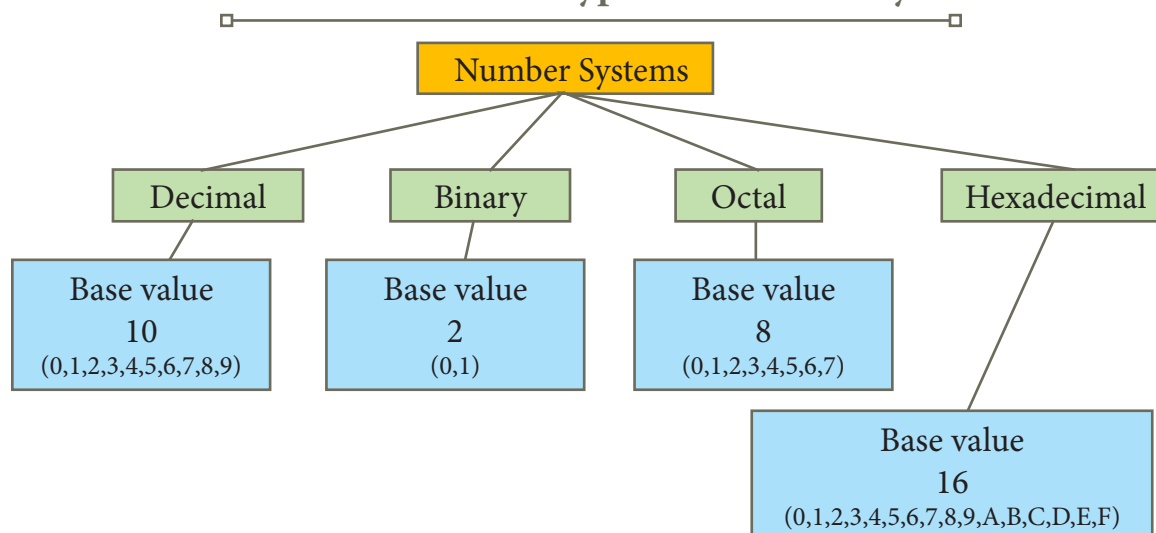 Number Systems
Decimal
Binary
Octal
Hexadecimal
Base value
10
(0,1,2,3,4,5,6,7,8,9)
Base value
2
(0,1)
Base value
8
(0,1,2,3,4,5,6,7)
Base value
16
(0,1,2,3,4,5,6,7,8,9,A,B,C,D,E,F)